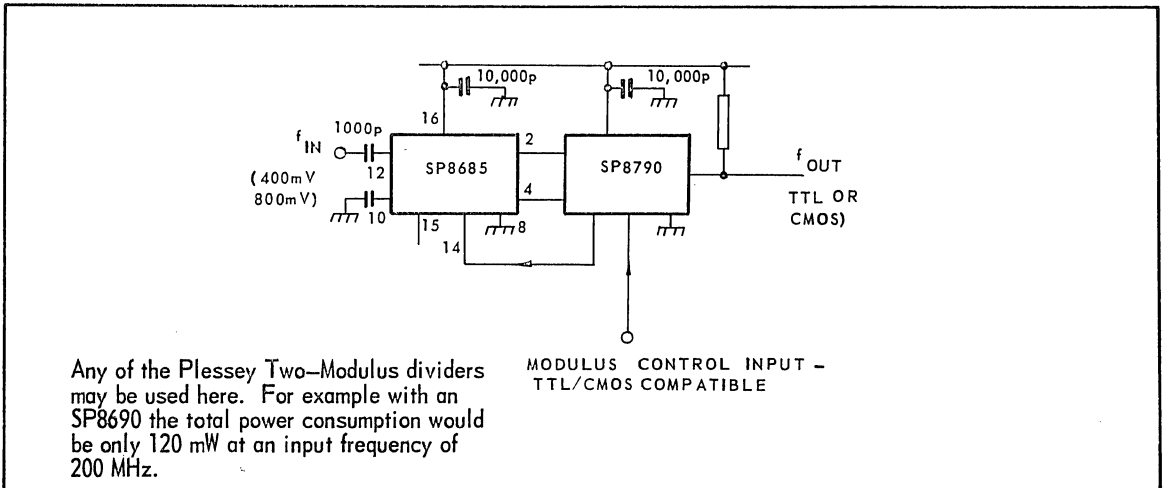 10,000p
10,000p
16
1000p
f IN
2
12
SP8685
SP8790
f OUT
(400mV
800mV)
4
TTL OR
CMOS)
10
15
8
14
MODULUS CONTROL INPUT –
TTL/CMOS COMPATIBLE
Any of the Plessey Two–Modulus dividers
may be used here. For example with an
SP8690 the total power consumption would
be only 120 mW at an input frequency of
200 MHz.